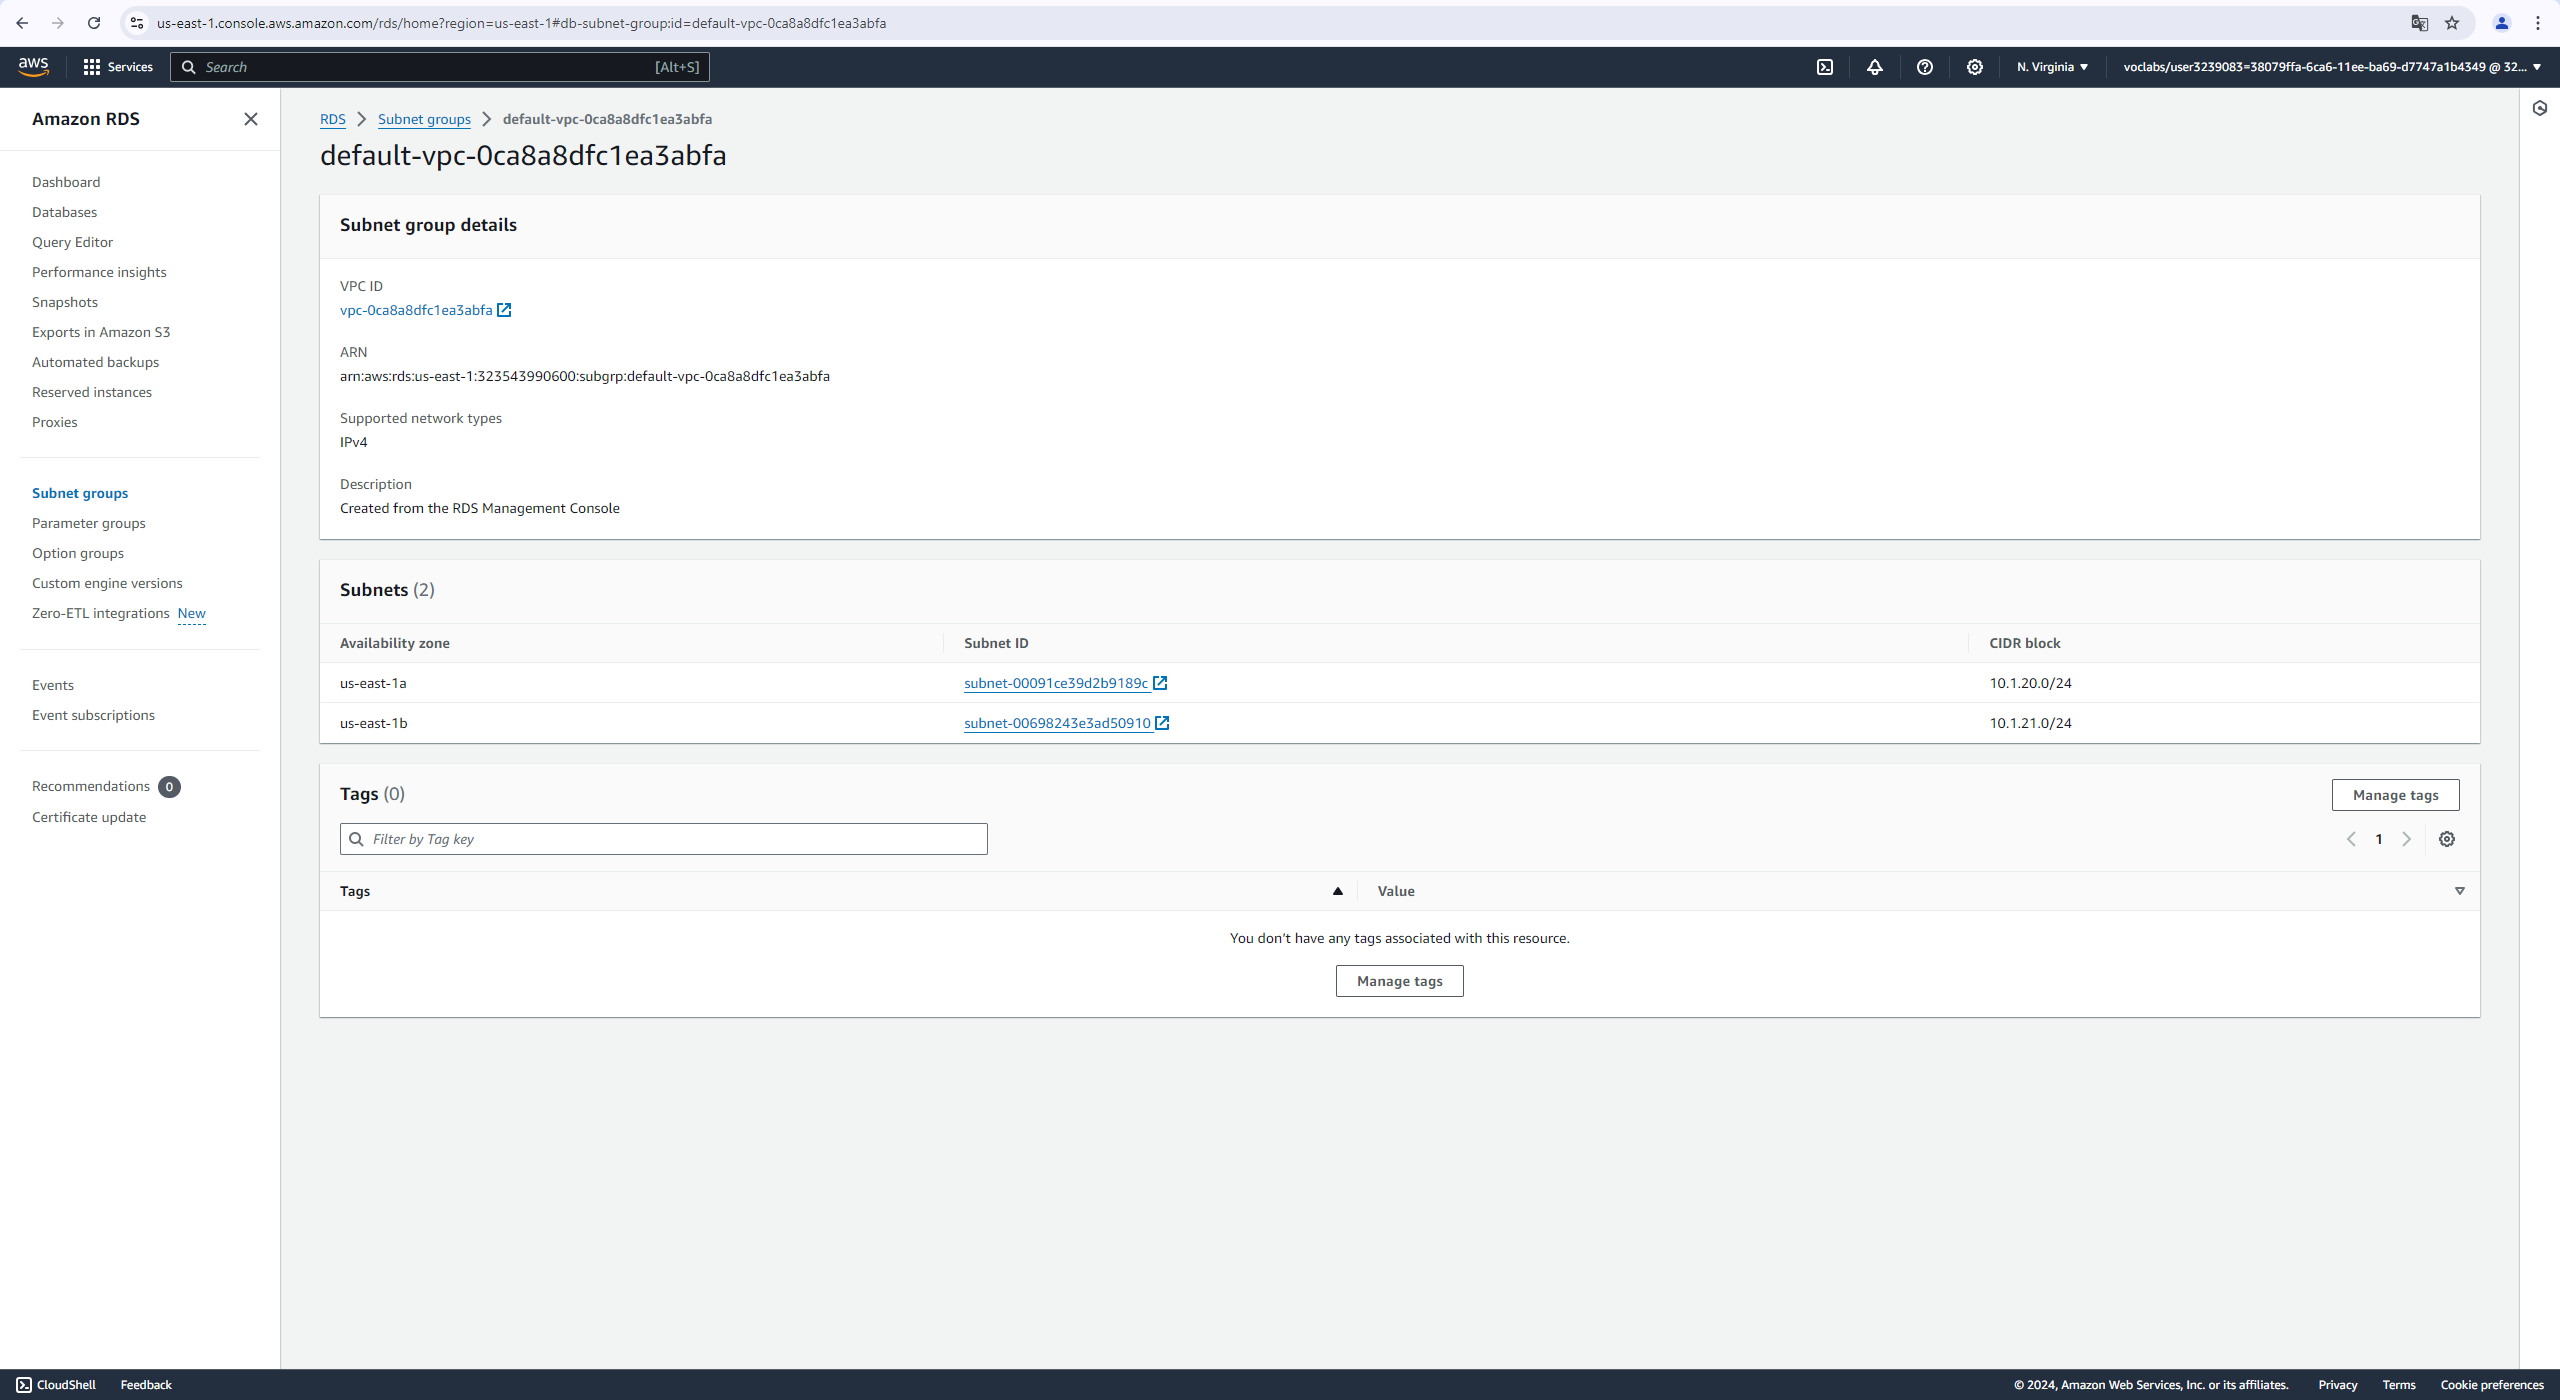 us-east-1.console.aws.amazon.com/rds/home?region=us-east-1#db-subnet-group:id=default-vpc-0ca8a8dfc1ea3abfa
aws Services Search [Alt+S] N. Virginia voclabs/user3239083=38079ffa-6ca6-11ee-ba69-d7747a1b4349 @ 32...
Amazon RDS
Dashboard
Databases
Query Editor
Performance insights
Snapshots
Exports in Amazon S3
Automated backups
Reserved instances
Proxies
Subnet groups
Parameter groups
Option groups
Custom engine versions
Zero-ETL integrations New
Events
Event subscriptions
Recommendations 0
Certificate update
RDS Subnet groups default-vpc-0ca8a8dfc1ea3abfa
default-vpc-0ca8a8dfc1ea3abfa
Subnet group details
VPC ID
vpc-0ca8a8dfc1ea3abfa
ARN
arn:aws:rds:us-east-1:323543990600:subgrp:default-vpc-0ca8a8dfc1ea3abfa
Supported network types
IPv4
Description
Created from the RDS Management Console
Subnets (2)
Availability zone Subnet ID CIDR block
us-east-1a subnet-00091ce39d2b9189c 10.1.20.0/24
us-east-1b subnet-00698243e3ad50910 10.1.21.0/24
Tags (0) Manage tags
Filter by Tag key 1
Tags Value
You don't have any tags associated with this resource.
Manage tags
CloudShell Feedback © 2024, Amazon Web Services, Inc. or its affiliates. Privacy Terms Cookie preferences